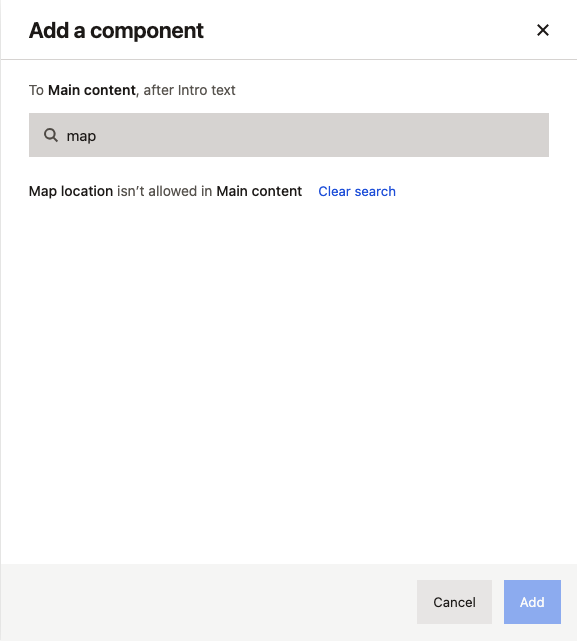 Add a component
To Main content, after Intro text
map
Map location isn’t allowed in Main content Clear search
Cancel Add